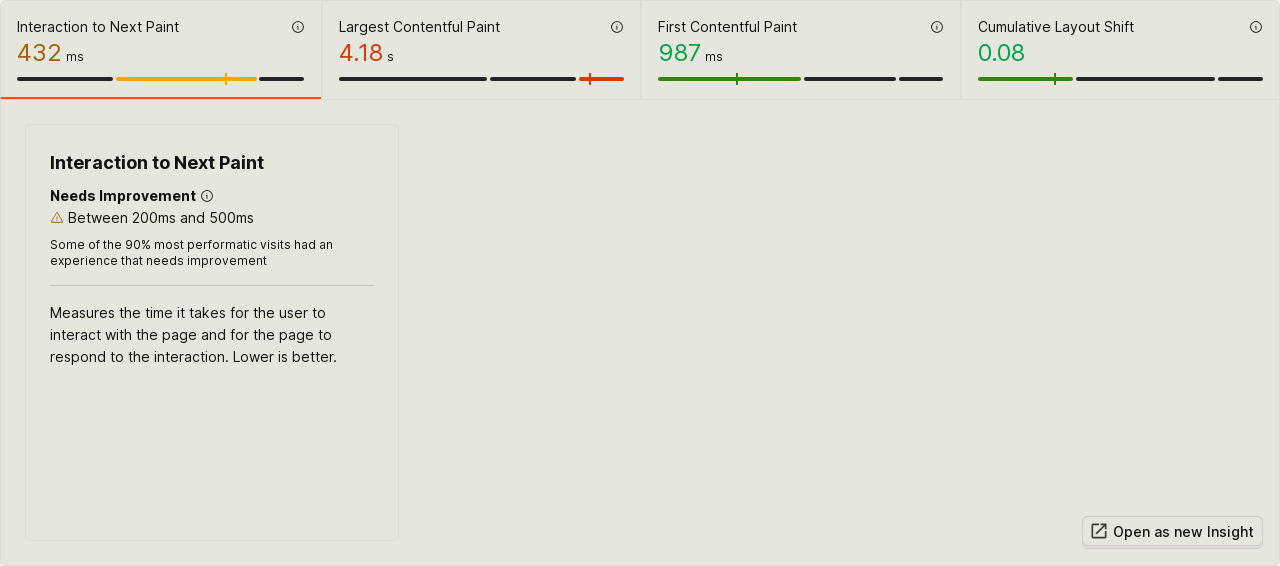 Interaction to Next Paint
432 ms
Largest Contentful Paint
4.18 s
First Contentful Paint
987 ms
Cumulative Layout Shift
0.08
Interaction to Next Paint
Needs Improvement
Between 200ms and 500ms
Some of the 90% most performatic visits had an
experience that needs improvement
Measures the time it takes for the user to
interact with the page and for the page to
respond to the interaction. Lower is better.
Open as new Insight